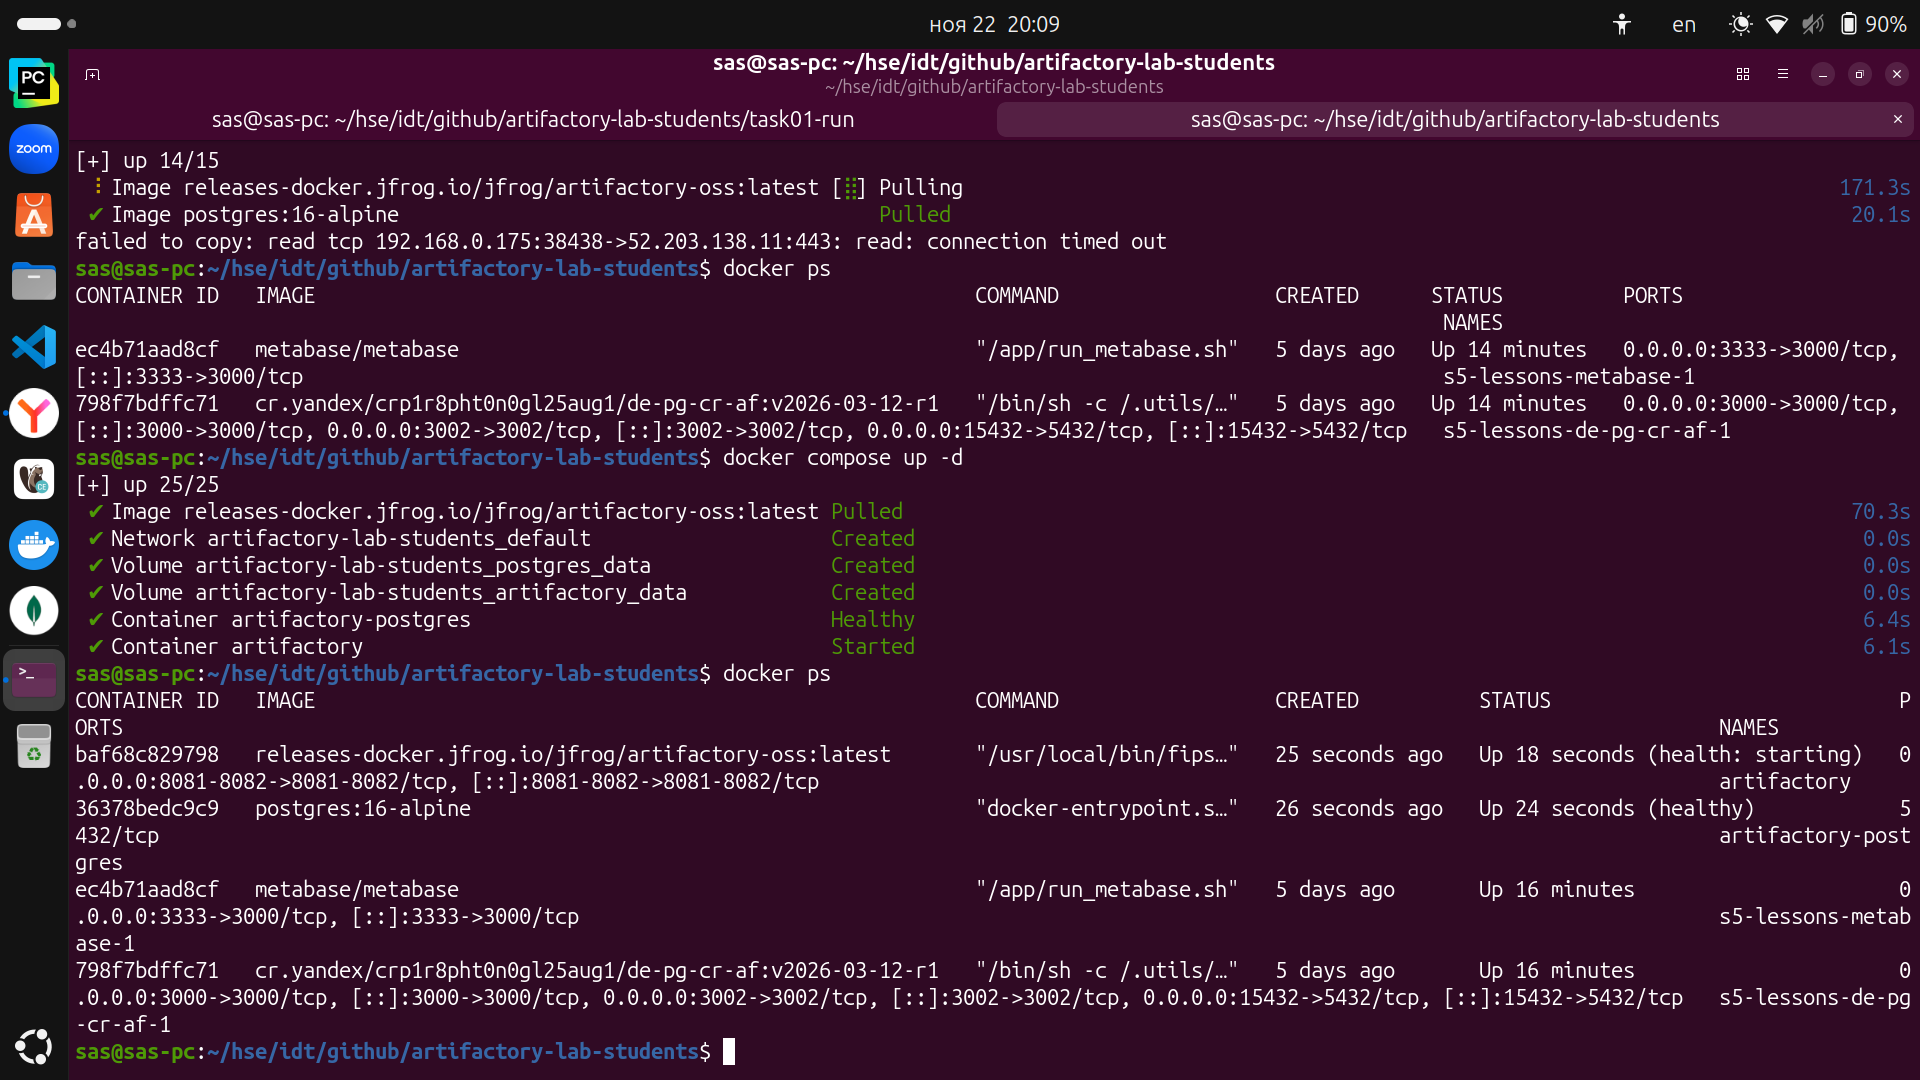 ноя 22 20:09
en
90%
sas@sas-pc: ~/hse/idt/github/artifactory-lab-students
~/hse/idt/github/artifactory-lab-students
sas@sas-pc: ~/hse/idt/github/artifactory-lab-students/task01-run
sas@sas-pc: ~/hse/idt/github/artifactory-lab-students
PC
zoom
CE
[+] up 14/15
Image releases-docker.jfrog.io/jfrog/artifactory-oss:latest [⣿] Pulling 171.3s
✔ Image postgres:16-alpine Pulled 20.1s
failed to copy: read tcp 192.168.0.175:38438->52.203.138.11:443: read: connection timed out
sas@sas-pc:~/hse/idt/github/artifactory-lab-students$ docker ps
CONTAINER ID IMAGE COMMAND CREATED STATUS PORTS
NAMES
ec4b71aad8cf metabase/metabase "/app/run_metabase.sh" 5 days ago Up 14 minutes 0.0.0.0:3333->3000/tcp,
[::]:3333->3000/tcp s5-lessons-metabase-1
798f7bdffc71 cr.yandex/crp1r8pht0n0gl25aug1/de-pg-cr-af:v2026-03-12-r1 "/bin/sh -c /.utils/…" 5 days ago Up 14 minutes 0.0.0.0:3000->3000/tcp,
[::]:3000->3000/tcp, 0.0.0.0:3002->3002/tcp, [::]:3002->3002/tcp, 0.0.0.0:15432->5432/tcp, [::]:15432->5432/tcp s5-lessons-de-pg-cr-af-1
sas@sas-pc:~/hse/idt/github/artifactory-lab-students$ docker compose up -d
[+] up 25/25
✔ Image releases-docker.jfrog.io/jfrog/artifactory-oss:latest Pulled 70.3s
✔ Network artifactory-lab-students_default Created 0.0s
✔ Volume artifactory-lab-students_postgres_data Created 0.0s
✔ Volume artifactory-lab-students_artifactory_data Created 0.0s
✔ Container artifactory-postgres Healthy 6.4s
✔ Container artifactory Started 6.1s
sas@sas-pc:~/hse/idt/github/artifactory-lab-students$ docker ps
CONTAINER ID IMAGE COMMAND CREATED STATUS P
ORTS NAMES
baf68c829798 releases-docker.jfrog.io/jfrog/artifactory-oss:latest "/usr/local/bin/fips…" 25 seconds ago Up 18 seconds (health: starting) 0
.0.0.0:8081-8082->8081-8082/tcp, [::]:8081-8082->8081-8082/tcp artifactory
36378bedc9c9 postgres:16-alpine "docker-entrypoint.s…" 26 seconds ago Up 24 seconds (healthy) 5
432/tcp artifactory-post
gres
ec4b71aad8cf metabase/metabase "/app/run_metabase.sh" 5 days ago Up 16 minutes 0
.0.0.0:3333->3000/tcp, [::]:3333->3000/tcp s5-lessons-metab
ase-1
798f7bdffc71 cr.yandex/crp1r8pht0n0gl25aug1/de-pg-cr-af:v2026-03-12-r1 "/bin/sh -c /.utils/…" 5 days ago Up 16 minutes 0
.0.0.0:3000->3000/tcp, [::]:3000->3000/tcp, 0.0.0.0:3002->3002/tcp, [::]:3002->3002/tcp, 0.0.0.0:15432->5432/tcp, [::]:15432->5432/tcp s5-lessons-de-pg
-cr-af-1
sas@sas-pc:~/hse/idt/github/artifactory-lab-students$